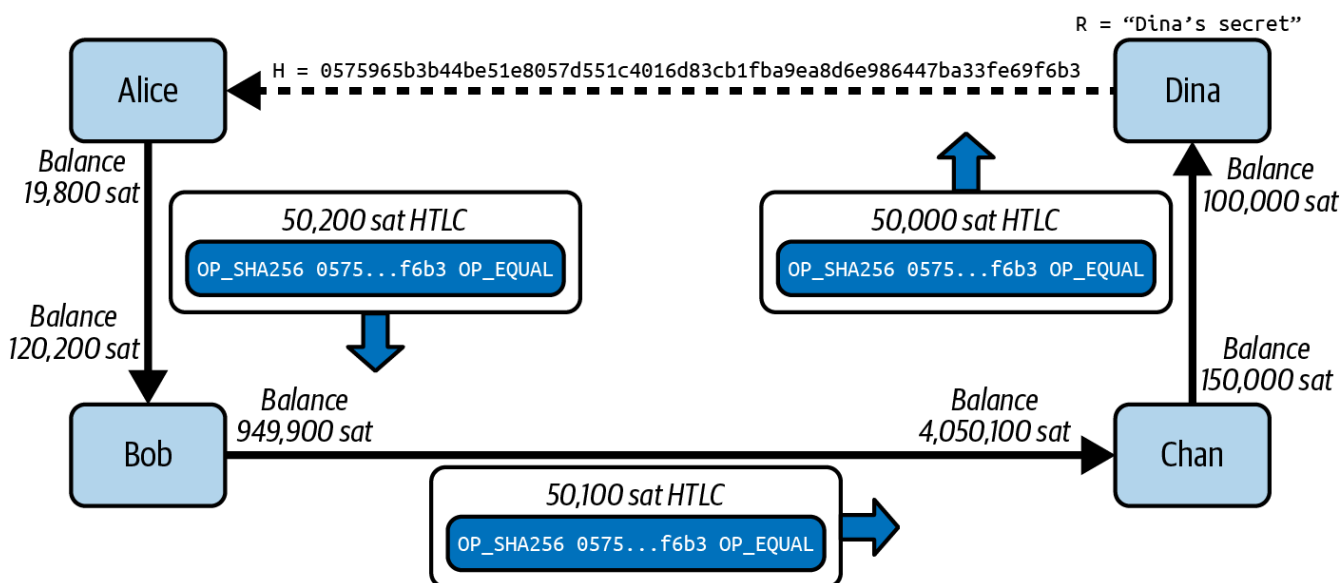 R = “Dina’s secret”
Alice
H = 0575965b3b44be51e8057d551c4016d83cb1fba9ea8d6e986447ba33fe69f6b3
Dina
Balance
19,800 sat
50,200 sat HTLC
OP_SHA256 0575...f6b3 OP_EQUAL
50,000 sat HTLC
OP_SHA256 0575...f6b3 OP_EQUAL
Balance
100,000 sat
Balance
120,200 sat
Balance
150,000 sat
Bob
Balance
949,900 sat
Balance
4,050,100 sat
Chan
50,100 sat HTLC
OP_SHA256 0575...f6b3 OP_EQUAL